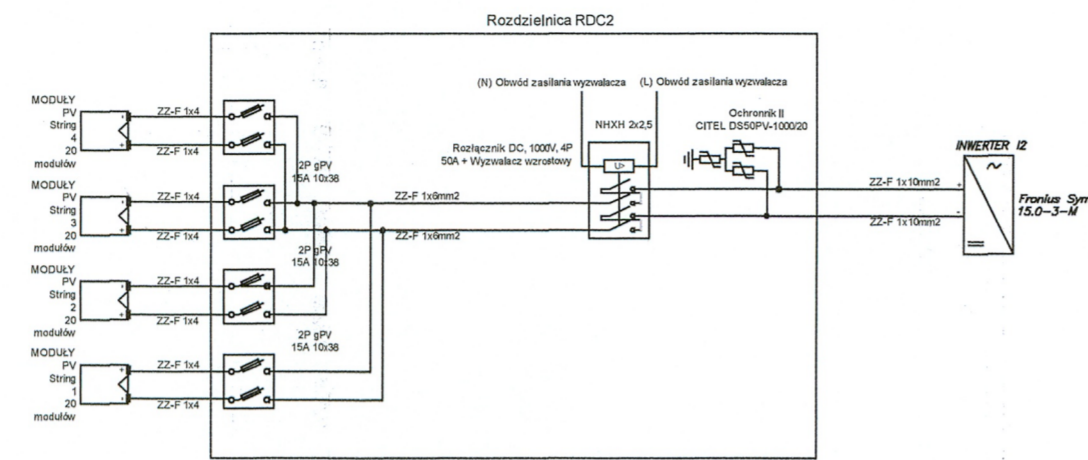 Rozdzielnica RDC2
(N) Obwód zasilania wyzwalacza
(L) Obwód zasilania wyzwalacza
NHXH 2x2,5
Ochronnik II
CITEL DS50PV-1000/20
Rozłącznik DC, 1000V, 4P
50A + Wyzwalacz wzrostowy
U>
MODUŁY
PV
String
4
20
modułów
ZZ-F 1x4
ZZ-F 1x4
2P gPV
15A 10x38
MODUŁY
PV
String
3
20
modułów
ZZ-F 1x4
ZZ-F 1x4
2P gPV
15A 10x38
MODUŁY
PV
String
2
20
modułów
ZZ-F 1x4
ZZ-F 1x4
2P gPV
15A 10x38
MODUŁY
PV
String
1
20
modułów
ZZ-F 1x4
ZZ-F 1x4
ZZ-F 1x6mm2
ZZ-F 1x6mm2
ZZ-F 1x10mm2
ZZ-F 1x10mm2
INWERTER I2
+
-
Fronius Sym
15.0-3-M